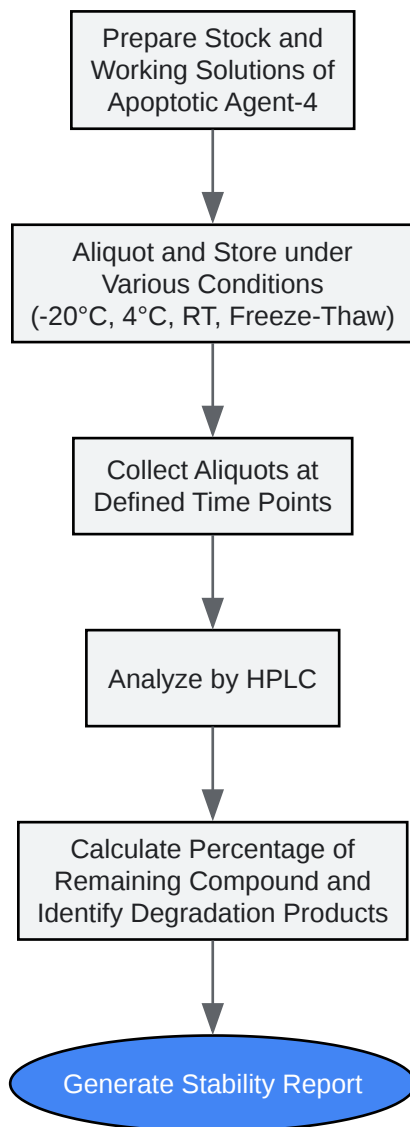 Prepare Stock and
Working Solutions of
Apoptotic Agent-4
Aliquot and Store under
Various Conditions
(-20°C, 4°C, RT, Freeze-Thaw)
Collect Aliquots at
Defined Time Points
Analyze by HPLC
Calculate Percentage of
Remaining Compound and
Identify Degradation Products
Generate Stability Report